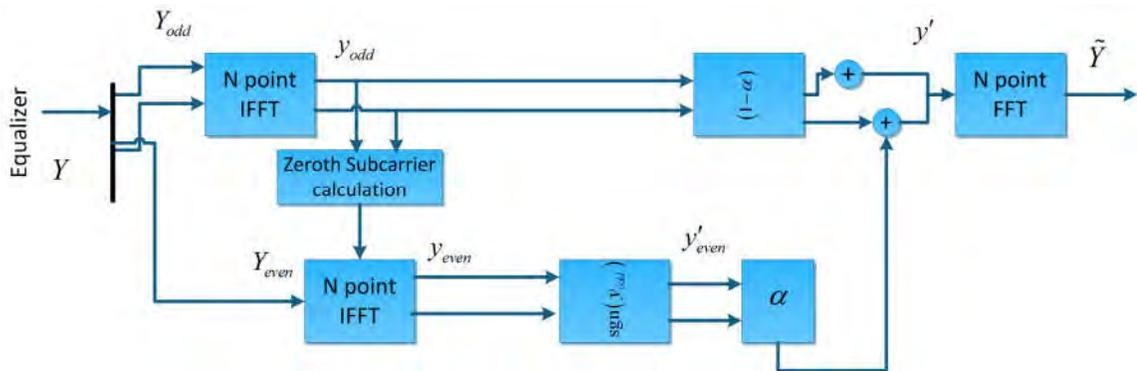 Y_odd
y_odd
y′
Ỹ
Equalizer
Y
N point
IFFT
(1−α)
+
+
N point
FFT
Zeroth Subcarrier
calculation
Y_even
N point
IFFT
y_even
sgn(y_odd)
y′_even
α